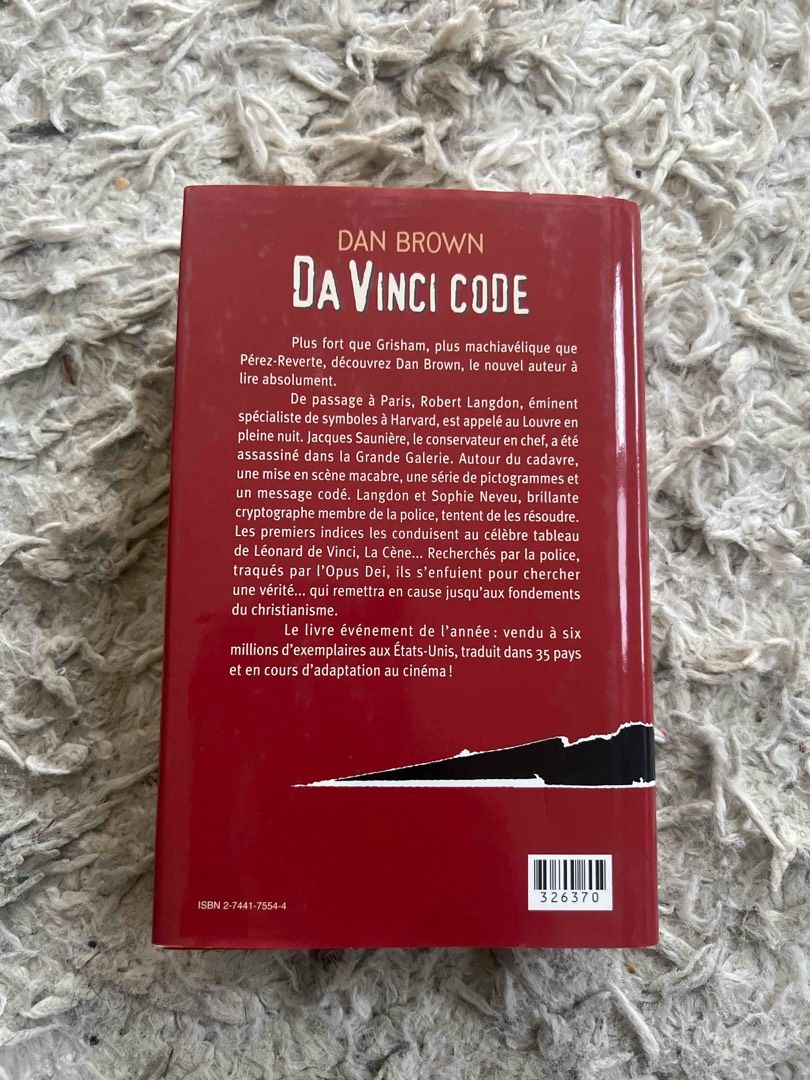 DAN BROWN
DA VINCI CODE
Plus fort que Grisham, plus machiavélique que
Pérez-Reverte, découvrez Dan Brown, le nouvel auteur à
lire absolument.
De passage à Paris, Robert Langdon, éminent
spécialiste de symboles à Harvard, est appelé au Louvre en
pleine nuit. Jacques Saunière, le conservateur en chef, a été
assassiné dans la Grande Galerie. Autour du cadavre,
une mise en scène macabre, une série de pictogrammes et
un message codé. Langdon et Sophie Neveu, brillante
cryptographe membre de la police, tentent de les résoudre.
Les premiers indices les conduisent au célèbre tableau
de Léonard de Vinci, La Cène... Recherchés par la police,
traqués par l'Opus Dei, ils s'enfuient pour chercher
une vérité... qui remettra en cause jusqu'aux fondements
du christianisme.
Le livre événement de l'année : vendu à six
millions d'exemplaires aux États-Unis, traduit dans 35 pays
et en cours d'adaptation au cinéma !
ISBN 2-7441-7554-4
326370